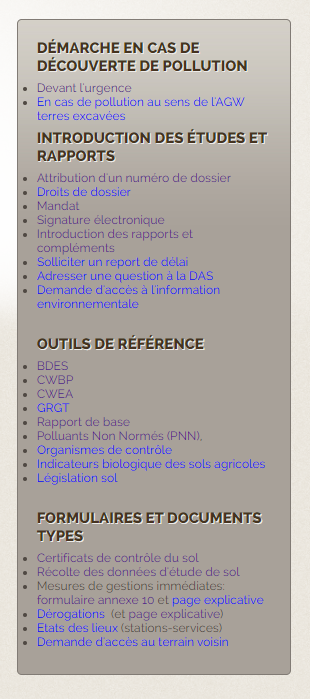 DÉMARCHE EN CAS DE
DÉCOUVERTE DE POLLUTION
Devant l'urgence
En cas de pollution au sens de l'AGW
terres excavées
INTRODUCTION DES ÉTUDES ET
RAPPORTS
Attribution d'un numéro de dossier
Droits de dossier
Mandat
Signature électronique
Introduction des rapports et
compléments
Solliciter un report de délai
Adresser une question à la DAS
Demande d'accès à l'information
environnementale
OUTILS DE RÉFÉRENCE
BDES
CWBP
CWEA
GRGT
Rapport de base
Polluants Non Normés (PNN),
Organismes de contrôle
Indicateurs biologique des sols agricoles
Législation sol
FORMULAIRES ET DOCUMENTS
TYPES
Certificats de contrôle du sol
Récolte des données d'étude de sol
Mesures de gestions immédiates:
formulaire annexe 10 et page explicative
Dérogations (et page explicative)
Etats des lieux (stations-services)
Demande d'accès au terrain voisin